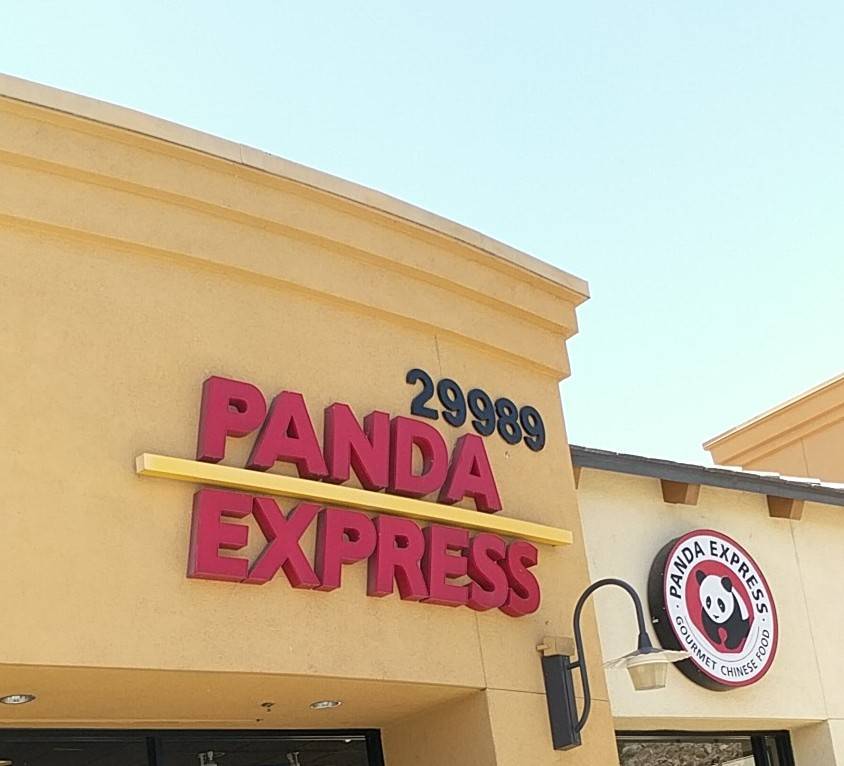 29989
PANDA
EXPRESS
PANDA EXPRESS
GOURMET CHINESE FOOD